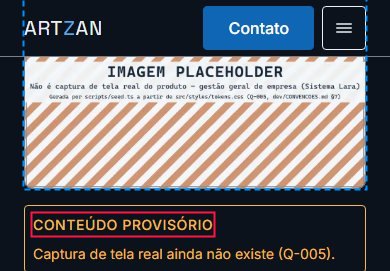 ARTZAN
Contato
IMAGEM PLACEHOLDER
Não é captura de tela real do produto — gestão geral de empresa (Sistema Lara)
Gerada por scripts/seed.ts a partir de src/styles/tokens.css (Q-005, dev/CONVENCOES.md §7)
CONTEÚDO PROVISÓRIO
Captura de tela real ainda não existe (Q-005).